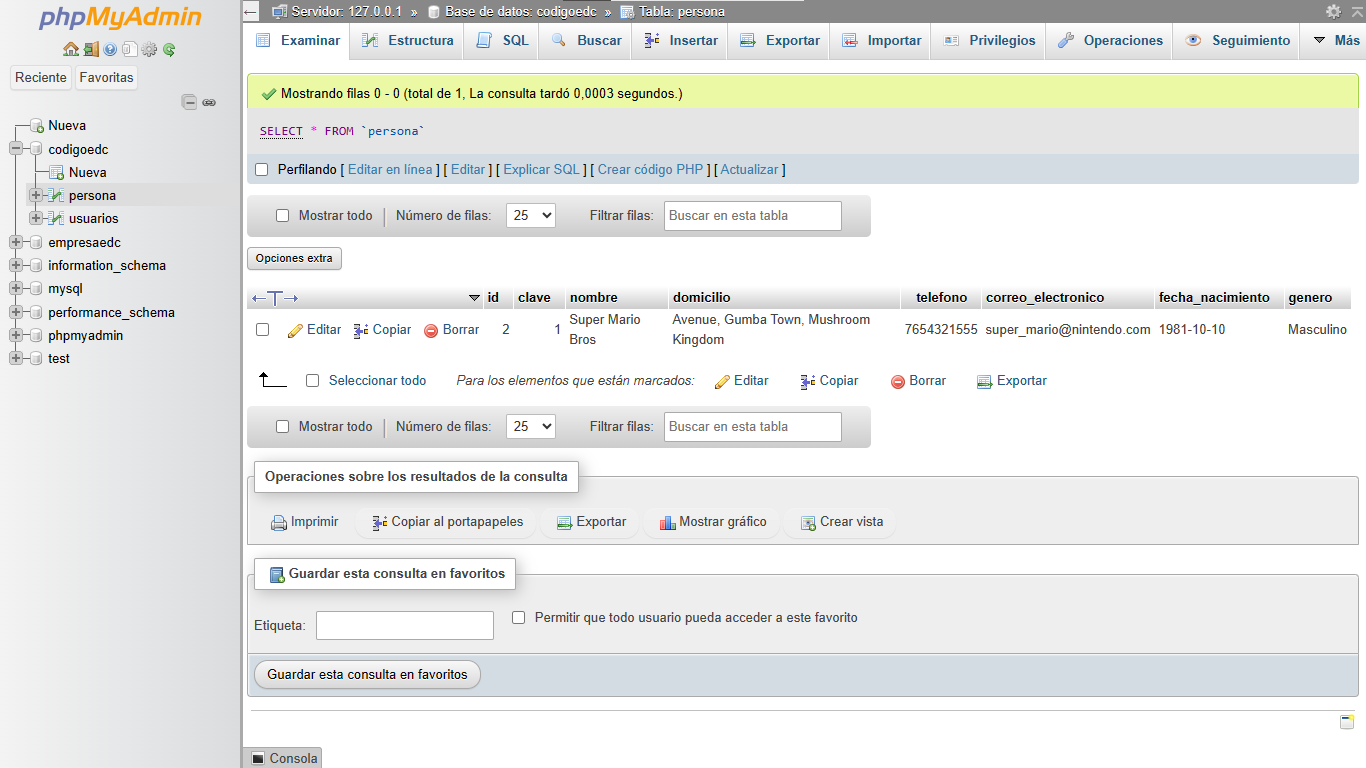 phpMyAdmin
Reciente Favoritas
Nueva
codigoedc
Nueva
persona
usuarios
empresaedc
information_schema
mysql
performance_schema
phpmyadmin
test
Servidor: 127.0.0.1 » Base de datos: codigoedc » Tabla: persona
Examinar Estructura SQL Buscar Insertar Exportar Importar Privilegios Operaciones Seguimiento Más
Mostrando filas 0 - 0 (total de 1, La consulta tardó 0,0003 segundos.)
SELECT * FROM `persona`
Perfilando [ Editar en línea ] [ Editar ] [ Explicar SQL ] [ Crear código PHP ] [ Actualizar ]
Mostrar todo Número de filas: 25 Filtrar filas: Buscar en esta tabla
Opciones extra
id clave nombre domicilio telefono correo_electronico fecha_nacimiento genero
Editar Copiar Borrar 2 1 Super Mario Bros Avenue, Gumba Town, Mushroom Kingdom 7654321555 super_mario@nintendo.com 1981-10-10 Masculino
Seleccionar todo Para los elementos que están marcados: Editar Copiar Borrar Exportar
Mostrar todo Número de filas: 25 Filtrar filas: Buscar en esta tabla
Operaciones sobre los resultados de la consulta
Imprimir Copiar al portapapeles Exportar Mostrar gráfico Crear vista
Guardar esta consulta en favoritos
Etiqueta: Permitir que todo usuario pueda acceder a este favorito
Guardar esta consulta en favoritos
Consola